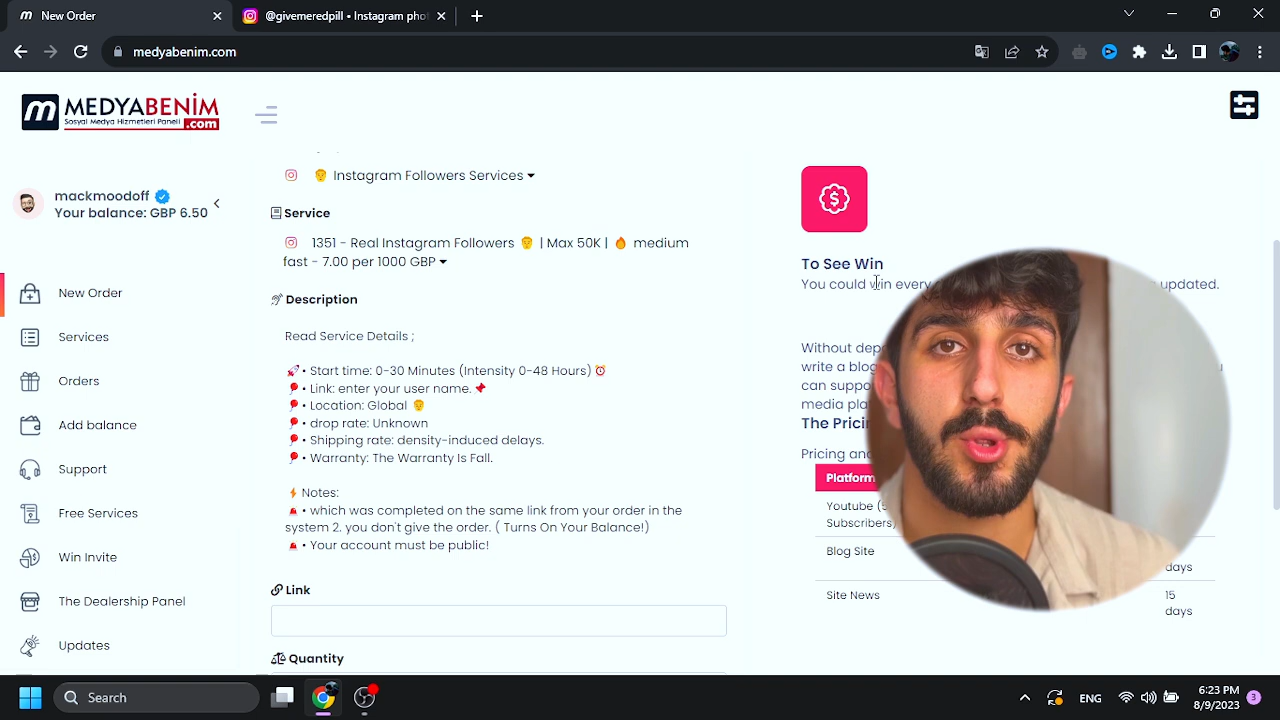 New Order
@givemeredpill • Instagram pho
medyabenim.com
m MEDYABENIM
Sosyal Medya Hizmetleri Paneli .com
mackmoodoff
Your balance: GBP 6.50
New Order
Services
Orders
Add balance
Support
Free Services
Win Invite
The Dealership Panel
Updates
Instagram Followers Services
Service
1351 - Real Instagram Followers 👨‍🦲 | Max 50K | 🔥 medium
fast - 7.00 per 1000 GBP
Description
Read Service Details ;
🚀 • Start time: 0-30 Minutes (Intensity 0-48 Hours) ⏰
• Link: enter your user name. 📌
• Location: Global
• drop rate: Unknown
• Shipping rate: density-induced delays.
• Warranty: The Warranty Is Fall.
⚡ Notes:
🚨 • which was completed on the same link from your order in the
system 2. you don't give the order. ( Turns On Your Balance!)
🚨 • Your account must be public!
Link
Quantity
To See Win
You could win every updated.
Without
write a
can
media
The
Pricing
Platform
Youtube
Subscribers)
Blog Site
days
Site News 15
days
Search
ENG
6:23 PM
8/9/2023
3